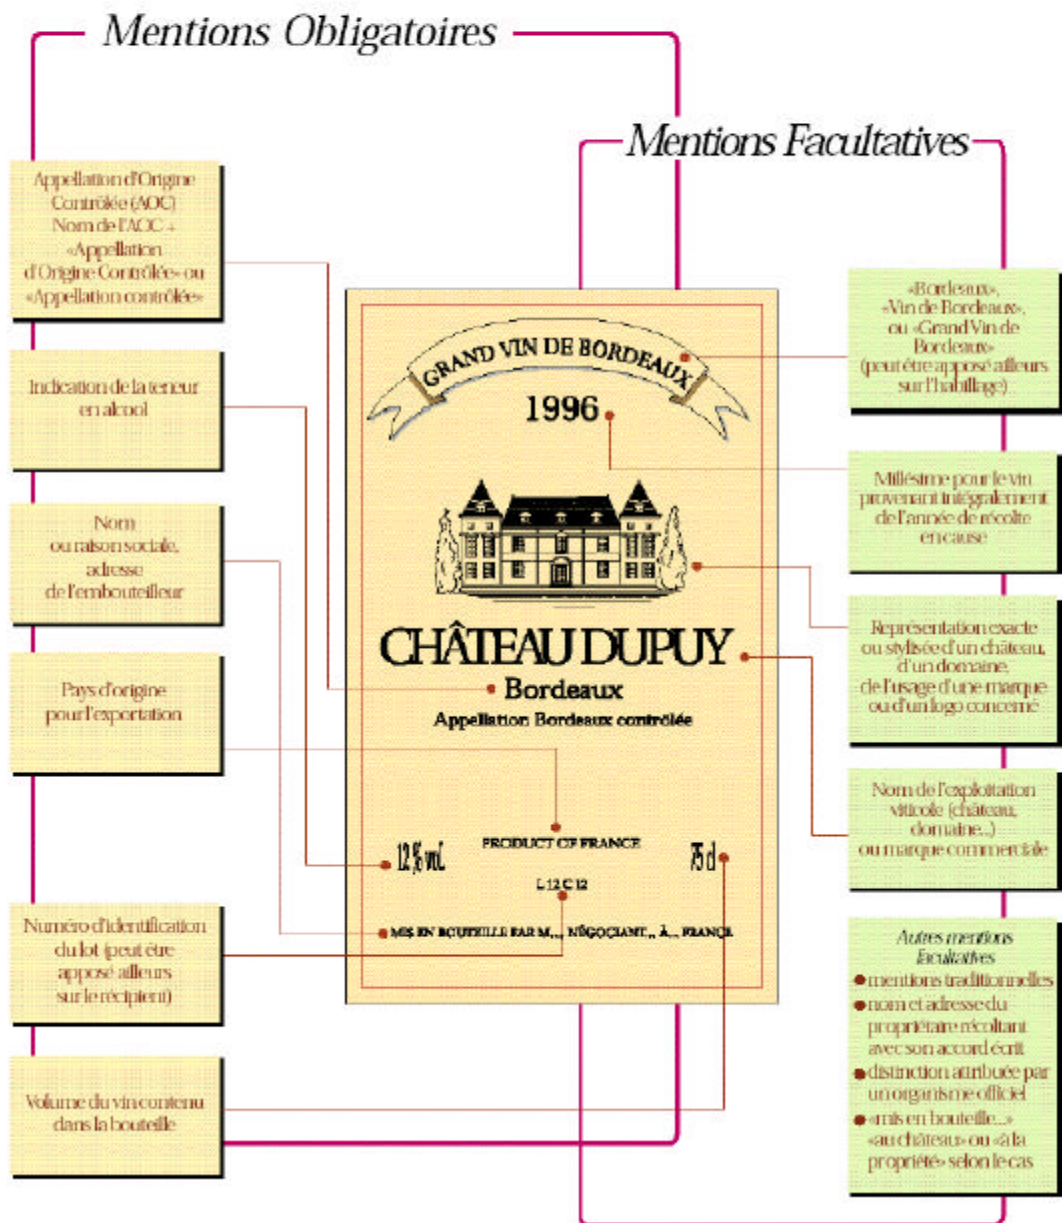 Mentions Obligatoires
Appellation d'Origine
Contrôlée (AOC)
Nom de l'AOC +
«Appellation
d'Origine Contrôlée» ou
«Appellation contrôlée»
Indication de la teneur
en alcool
Nom
ou raison sociale,
adresse
de l'embouteilleur
Pays d'origine
pour l'exportation
Numéro d'identification
du lot (peut être
apposé ailleurs
sur le récipient)
Volume du vin contenu
dans la bouteille
GRAND VIN DE BORDEAUX
1996
CHÂTEAU DUPUY
Bordeaux
Appellation Bordeaux contrôlée
PRODUCT OF FRANCE
12 % vol.
75 cl
L 12 C 12
MIS EN BOUTEILLE PAR M..., NÉGOCIANT., À... FRANCE
Mentions Facultatives
«Bordeaux»,
«Vin de Bordeaux»,
ou «Grand Vin de
Bordeaux»
(peut être apposé ailleurs
sur l'habillage)
Millésime pour le vin
provenant intégralement
de l'année de récolte
en cause
Représentation exacte
ou stylisée d'un château,
d'un domaine,
de l'usage d'une marque
ou d'un logo concerné
Nom de l'exploitation
viticole (château,
domaine...)
ou marque commerciale
Autres mentions
facultatives
• mentions traditionnelles
• nom et adresse du
propriétaire récoltant
avec son accord écrit
• distinction attribuée par
un organisme officiel
• «mis en bouteille...»
«au château» ou «à la
propriété» selon le cas